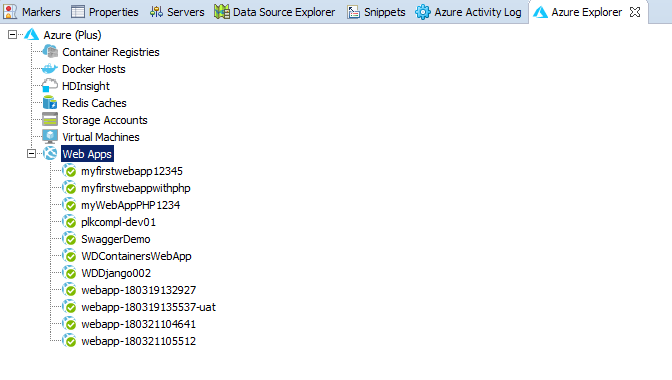 Markers Properties Servers Data Source Explorer Snippets Azure Activity Log Azure Explorer
Azure (Plus)
Container Registries
Docker Hosts
HDInsight
Redis Caches
Storage Accounts
Virtual Machines
Web Apps
myfirstwebapp12345
myfirstwebappwithphp
myWebAppPHP1234
plkcompl-dev01
SwaggerDemo
WDContainersWebApp
WDDjango002
webapp-180319132927
webapp-180319135537-uat
webapp-180321104641
webapp-180321105512